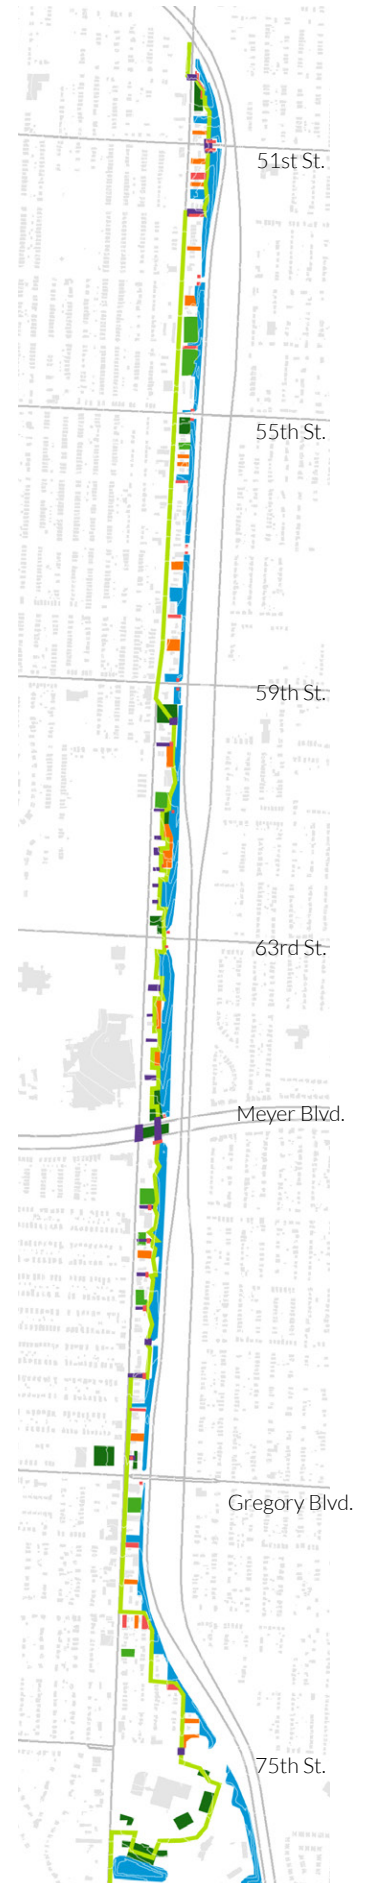 51st St.
55th St.
59th St.
63rd St.
Meyer Blvd.
Gregory Blvd.
75th St.